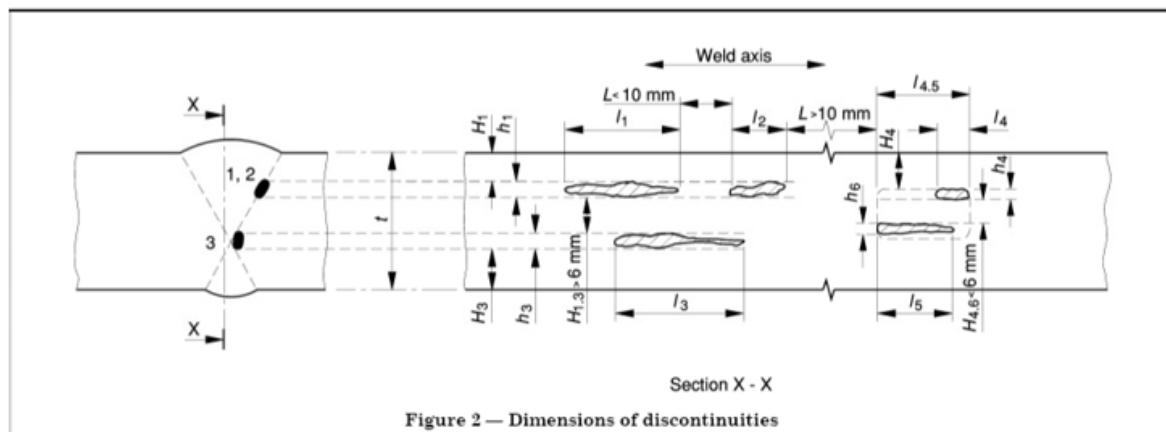 Weld axis
X
L< 10 mm
l4.5
H1
h1
l1
l2
L>10 mm
H4
l4
h4
1, 2
t
h6
3
H3
h3
H1.3>6 mm
l3
l5
H4.6<6 mm
X
Section X - X
Figure 2 — Dimensions of discontinuities